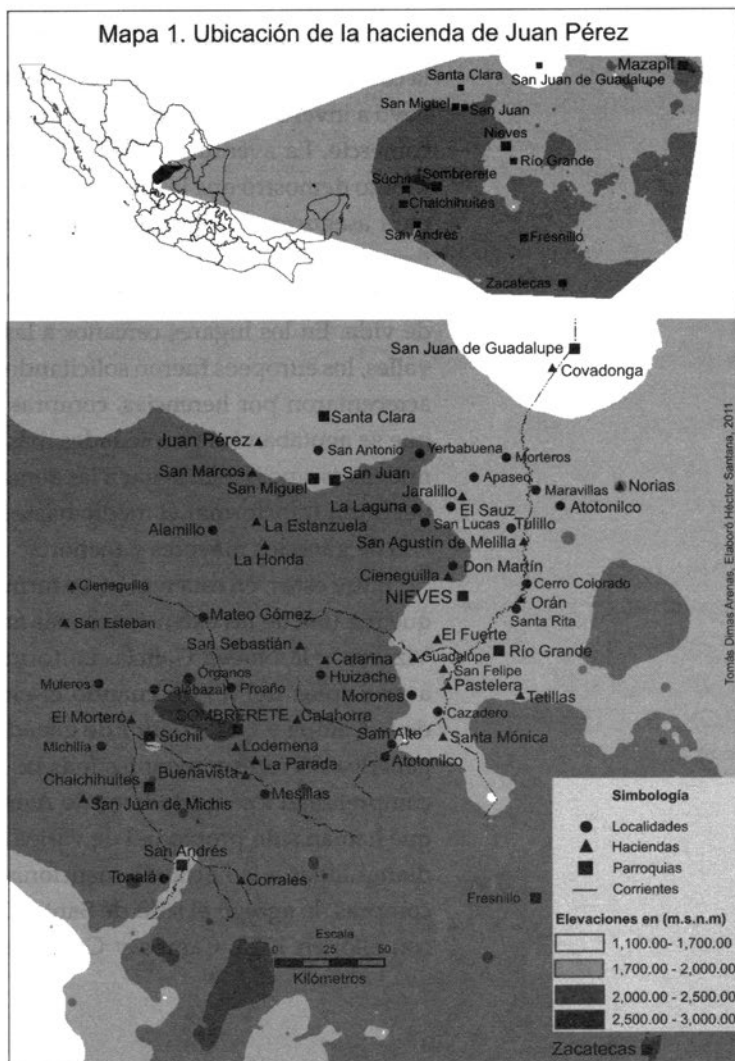 Mapa 1. Ubicación de la hacienda de Juan Pérez
Mazapil
Santa Clara
San Juan de Guadalupe
San Miguel
San Juan
Nieves
Río Grande
Súchil
Sombrerete
Chalchihuites
San Andrés
Fresnillo
Zacatecas
San Juan de Guadalupe
Covadonga
Santa Clara
Juan Pérez
San Antonio
Yerbabuena
Morteros
San Marcos
San Juan
San Miguel
Apaseo
Jaralillo
Maravillas
Norias
La Laguna
El Sauz
Atotonilco
La Estanzuela
San Lucas
Tulillo
Alamillo
San Agustín de Melilla
La Honda
Don Martín
Cieneguilla
Cieneguilla
Cerro Colorado
NIEVES
Orán
Mateo Gómez
Santa Rita
San Esteban
El Fuerte
San Sebastián
Río Grande
Catarina
Guadalupe
Huizache
San Felipe
Órganos
Muleros
Calabazal
Proaño
Pastelera
Morones
Tetillas
El Morteró
SOMBRERETE
Calahorra
Cazadero
Súchil
Saín Alto
Santa Mónica
Michilía
Lodemena
Atotonilco
La Parada
Chalchihuites
Buenavista
Mesillas
San Juan de Michis
San Andrés
Tonalá
Corrales
Fresnillo
Escala
0 25 50
Kilómetros
Zacatecas
Simbología
Localidades
Haciendas
Parroquias
Corrientes
Elevaciones en (m.s.n.m)
1,100.00- 1,700.00
1,700.00 - 2,000.00
2,000.00 - 2,500.00
2,500.00 - 3,000.00
Tomás Dimas Arenas, Elaboró Héctor Santana, 2011